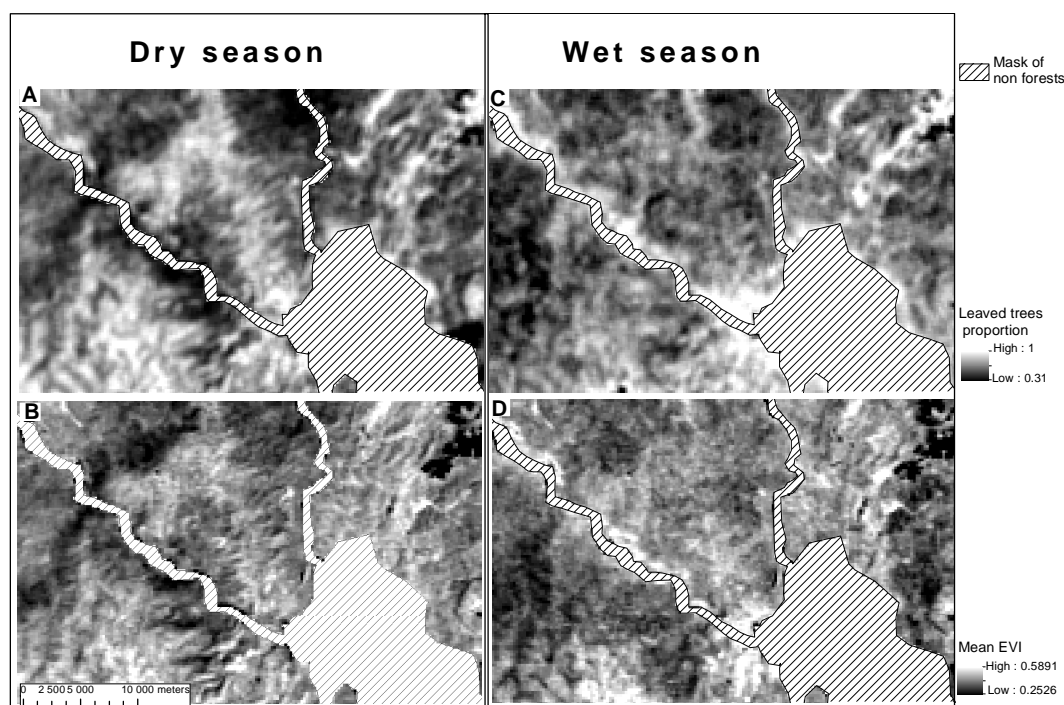 Dry season
Wet season
Mask of
non forests
A
C
Leaved trees
proportion
High : 1
Low : 0.31
B
D
Mean EVI
High : 0.5891
Low : 0.2526
0 2 500 5 000 10 000 meters